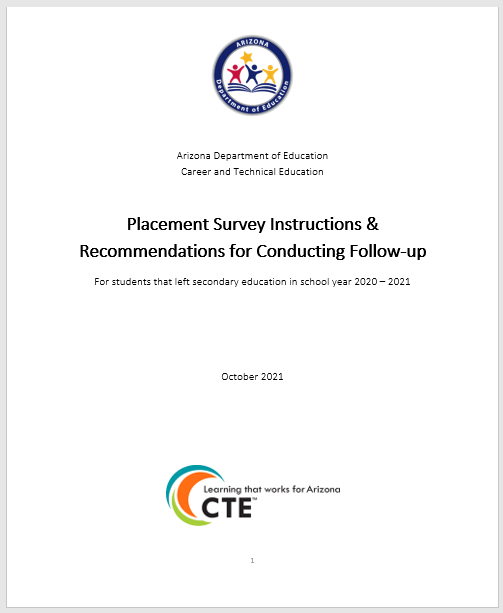 ARIZONA
Department of Education
Arizona Department of Education
Career and Technical Education
Placement Survey Instructions &
Recommendations for Conducting Follow-up
For students that left secondary education in school year 2020 – 2021
October 2021
Learning that works for Arizona
CTE™
1